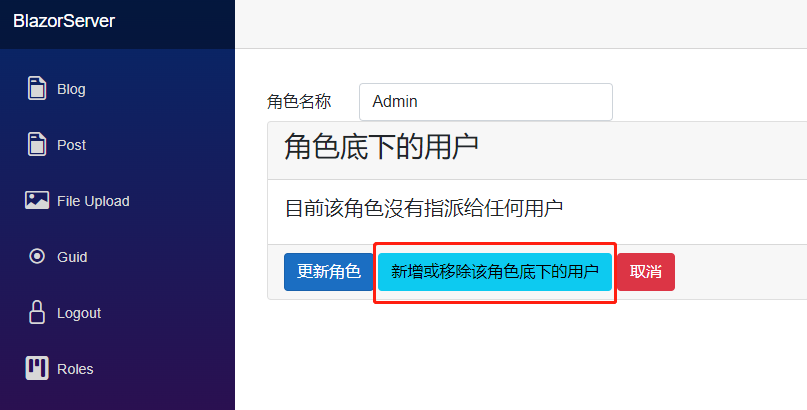 BlazorServer
Blog
Post
File Upload
Guid
Logout
Roles
角色名称 Admin
角色底下的用户
目前该角色沒有指派给任何用户
更新角色 新增或移除该角色底下的用户 取消